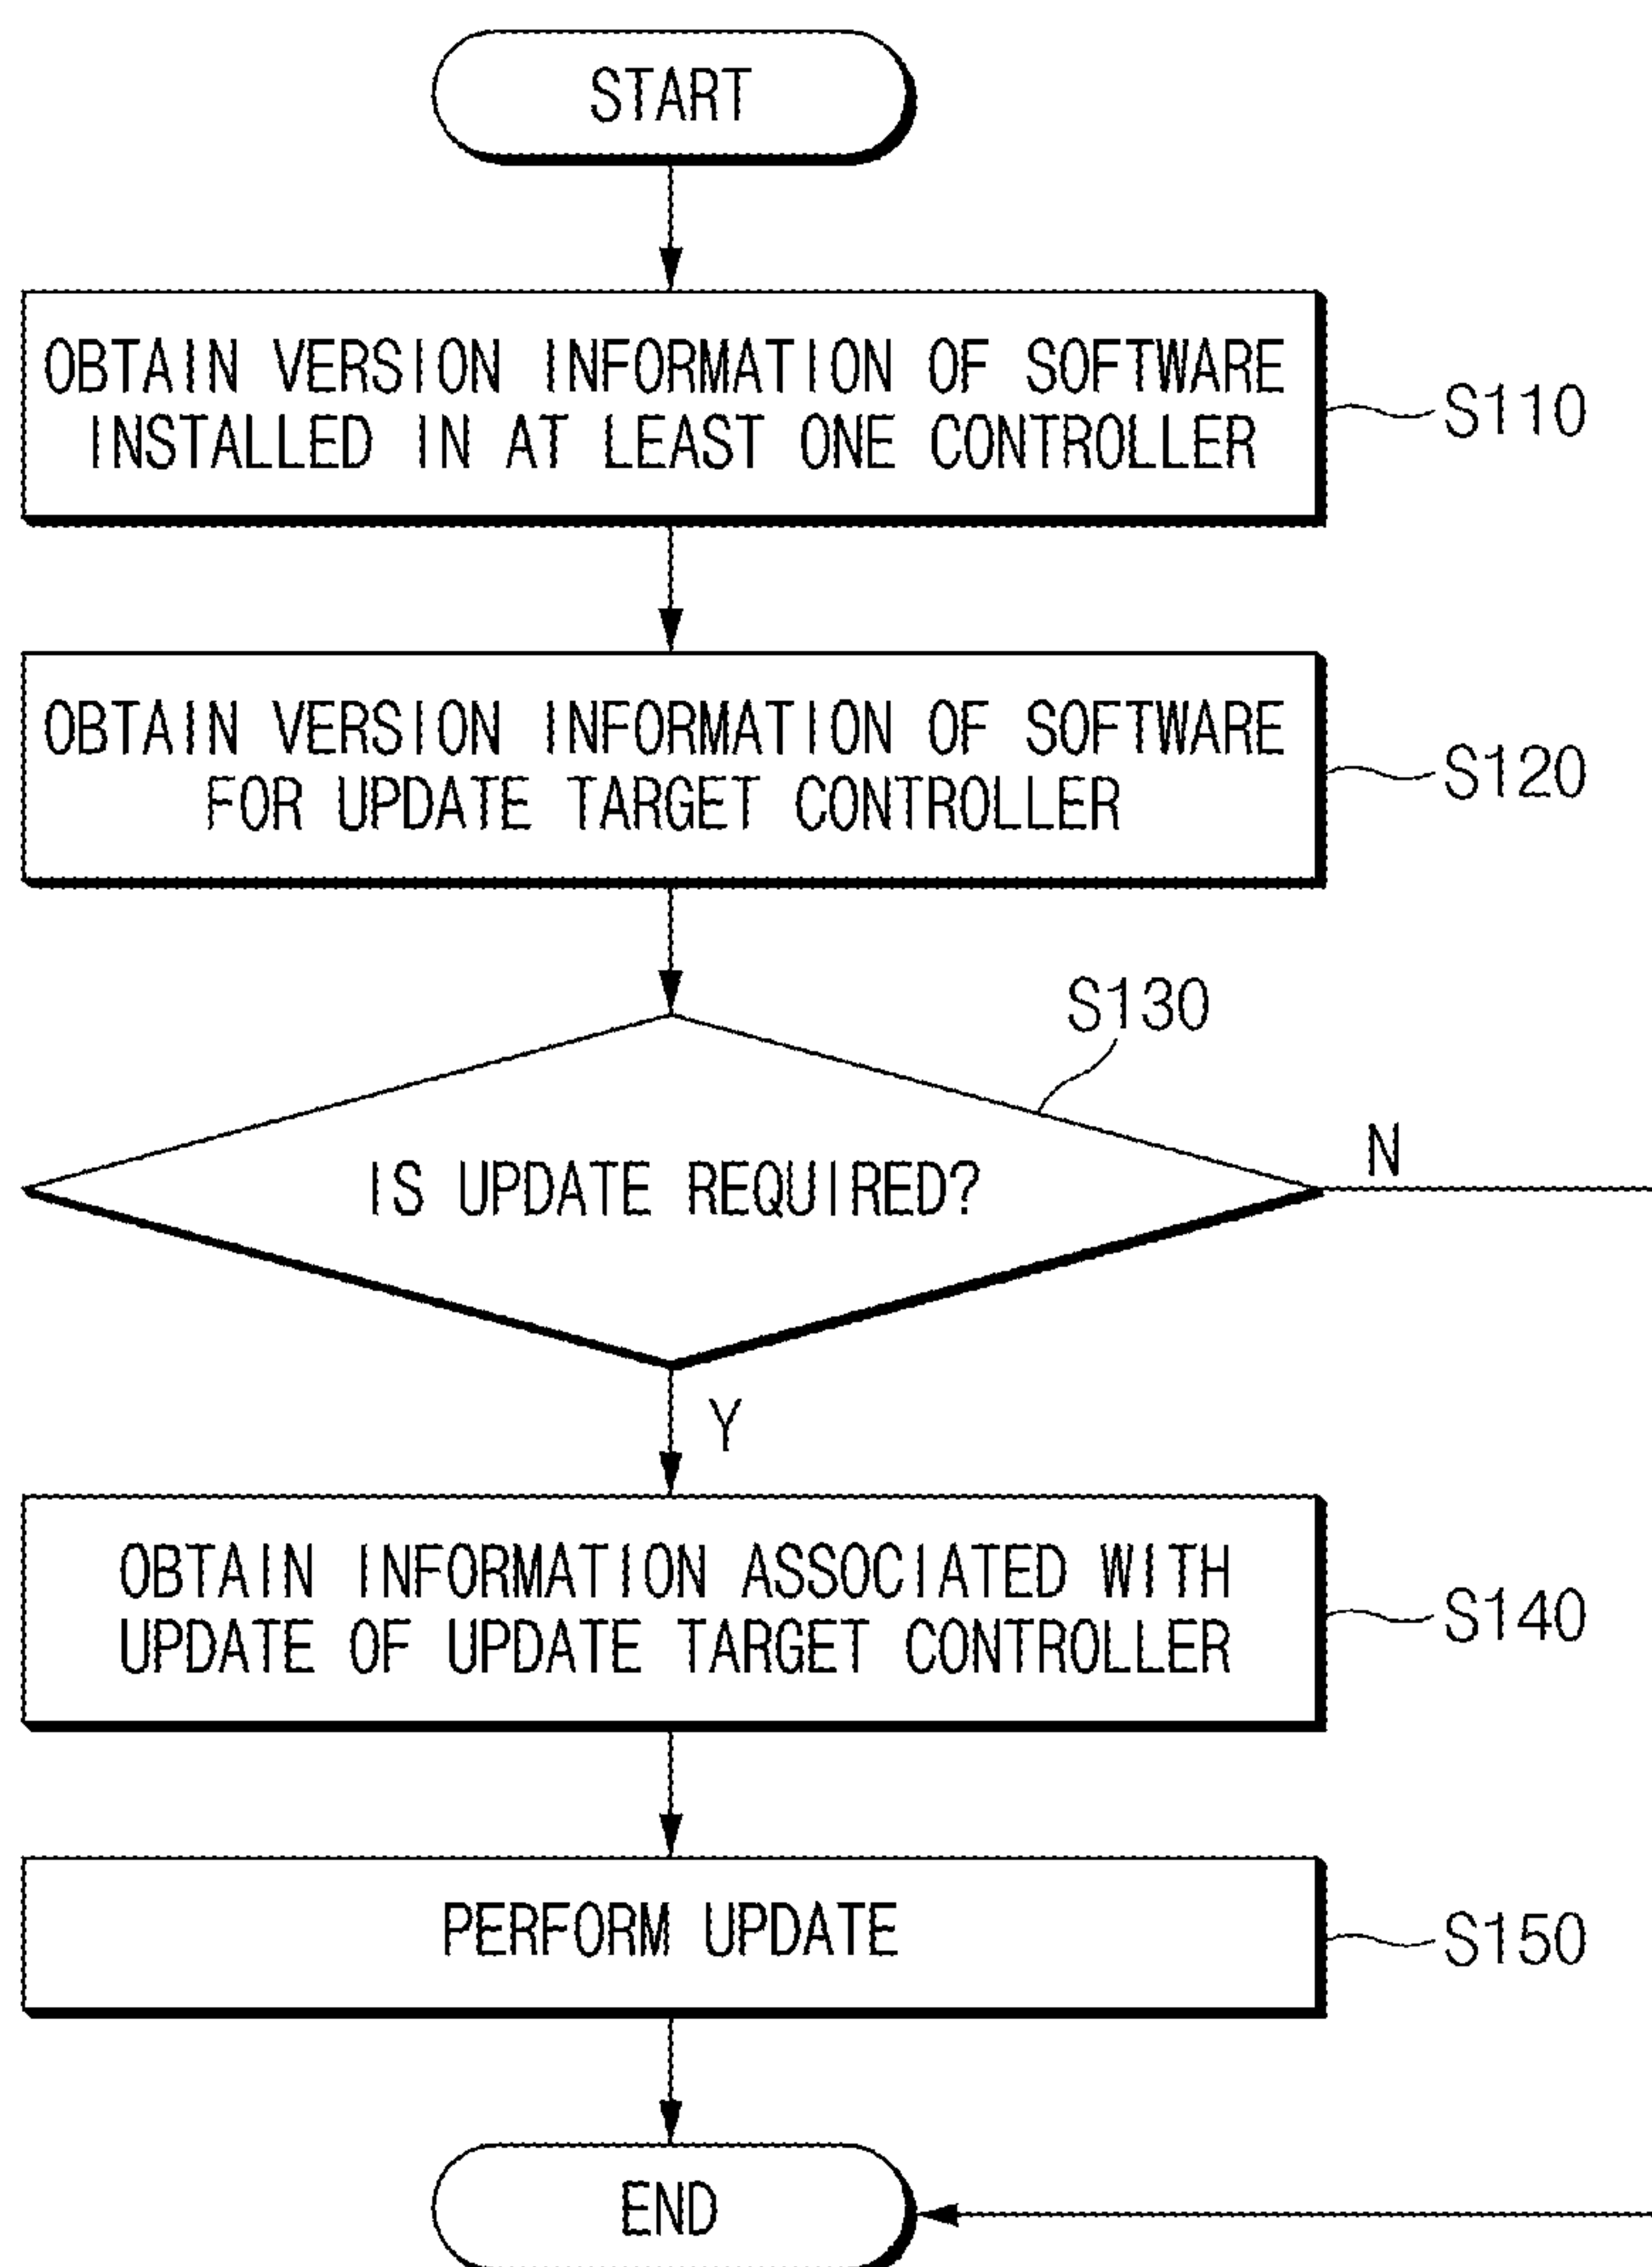 START
OBTAIN VERSION INFORMATION OF SOFTWARE
INSTALLED IN AT LEAST ONE CONTROLLER
S110
OBTAIN VERSION INFORMATION OF SOFTWARE
FOR UPDATE TARGET CONTROLLER
S120
S130
IS UPDATE REQUIRED?
N
Y
OBTAIN INFORMATION ASSOCIATED WITH
UPDATE OF UPDATE TARGET CONTROLLER
S140
PERFORM UPDATE
S150
END